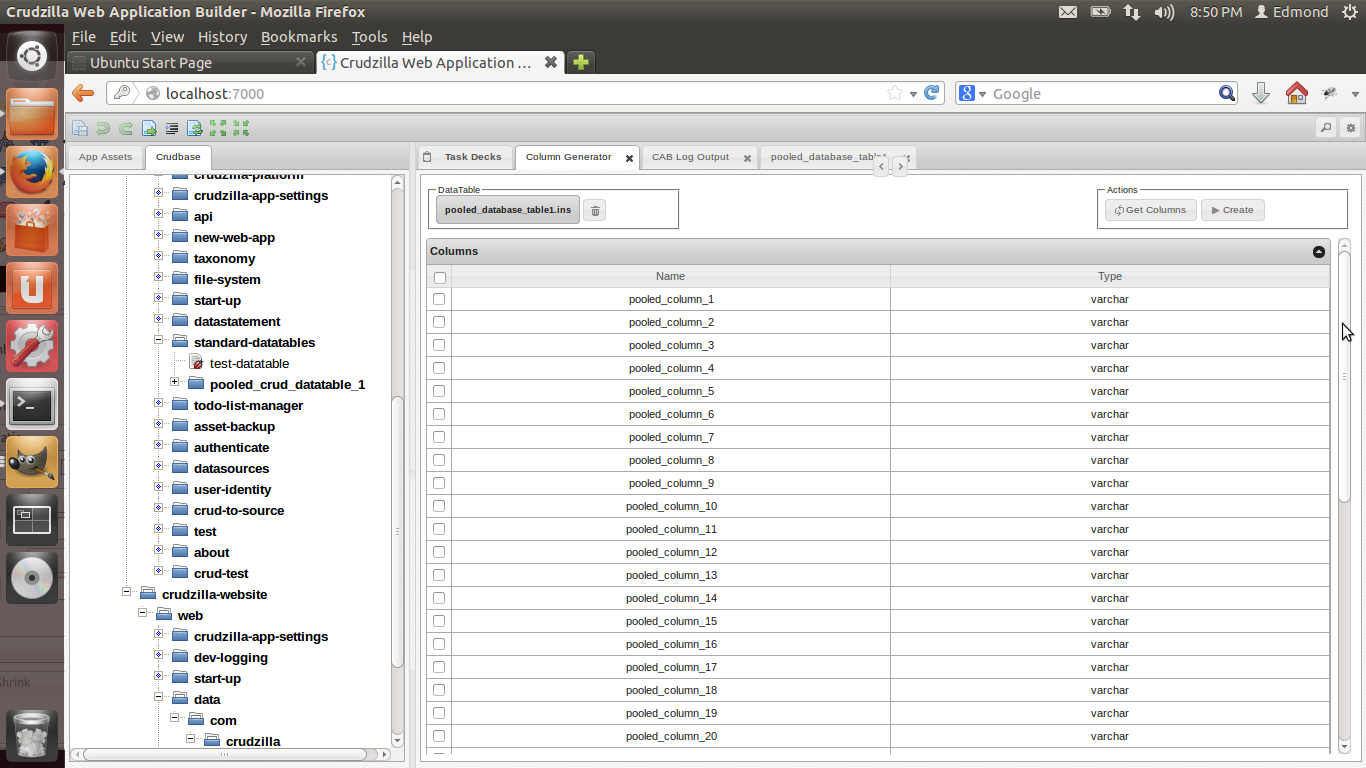 Crudzilla Web Application Builder - Mozilla Firefox
8:50 PM Edmond
File Edit View History Bookmarks Tools Help
Ubuntu Start Page
{c} Crudzilla Web Application ...
localhost:7000
Google
App Assets
Crudbase
Task Decks
Column Generator
CAB Log Output
crudzilla-platform
crudzilla-app-settings
api
new-web-app
taxonomy
file-system
start-up
datastatement
standard-datatables
test-datatable
pooled_crud_datatable_1
todo-list-manager
asset-backup
authenticate
datasources
user-identity
crud-to-source
test
about
crud-test
crudzilla-website
web
crudzilla-app-settings
dev-logging
start-up
data
com
crudzilla
DataTable
pooled_database_table1.ins
Actions
Get Columns
Create
Columns
Name Type
pooled_column_1 varchar
pooled_column_2 varchar
pooled_column_3 varchar
pooled_column_4 varchar
pooled_column_5 varchar
pooled_column_6 varchar
pooled_column_7 varchar
pooled_column_8 varchar
pooled_column_9 varchar
pooled_column_10 varchar
pooled_column_11 varchar
pooled_column_12 varchar
pooled_column_13 varchar
pooled_column_14 varchar
pooled_column_15 varchar
pooled_column_16 varchar
pooled_column_17 varchar
pooled_column_18 varchar
pooled_column_19 varchar
pooled_column_20 varchar